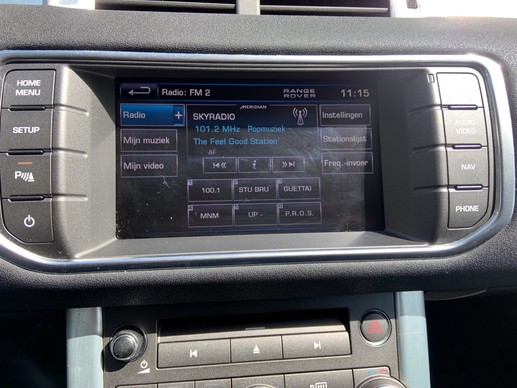 HOME
MENU
SETUP
P
Radio: FM 2
RANGE
ROVER
11:15
Radio +
MERIDIAN
SKYRADIO
101.2 MHz Popmuziek
The Feel Good Station
AF
Mijn muziek
Mijn video
Instellingen
Stationslijst
Freq.-invoer
100.1
STU BRU
GUETTAI
MNM
UP -
P.R.O.S.
AUDIO
VIDEO
NAV
PHONE